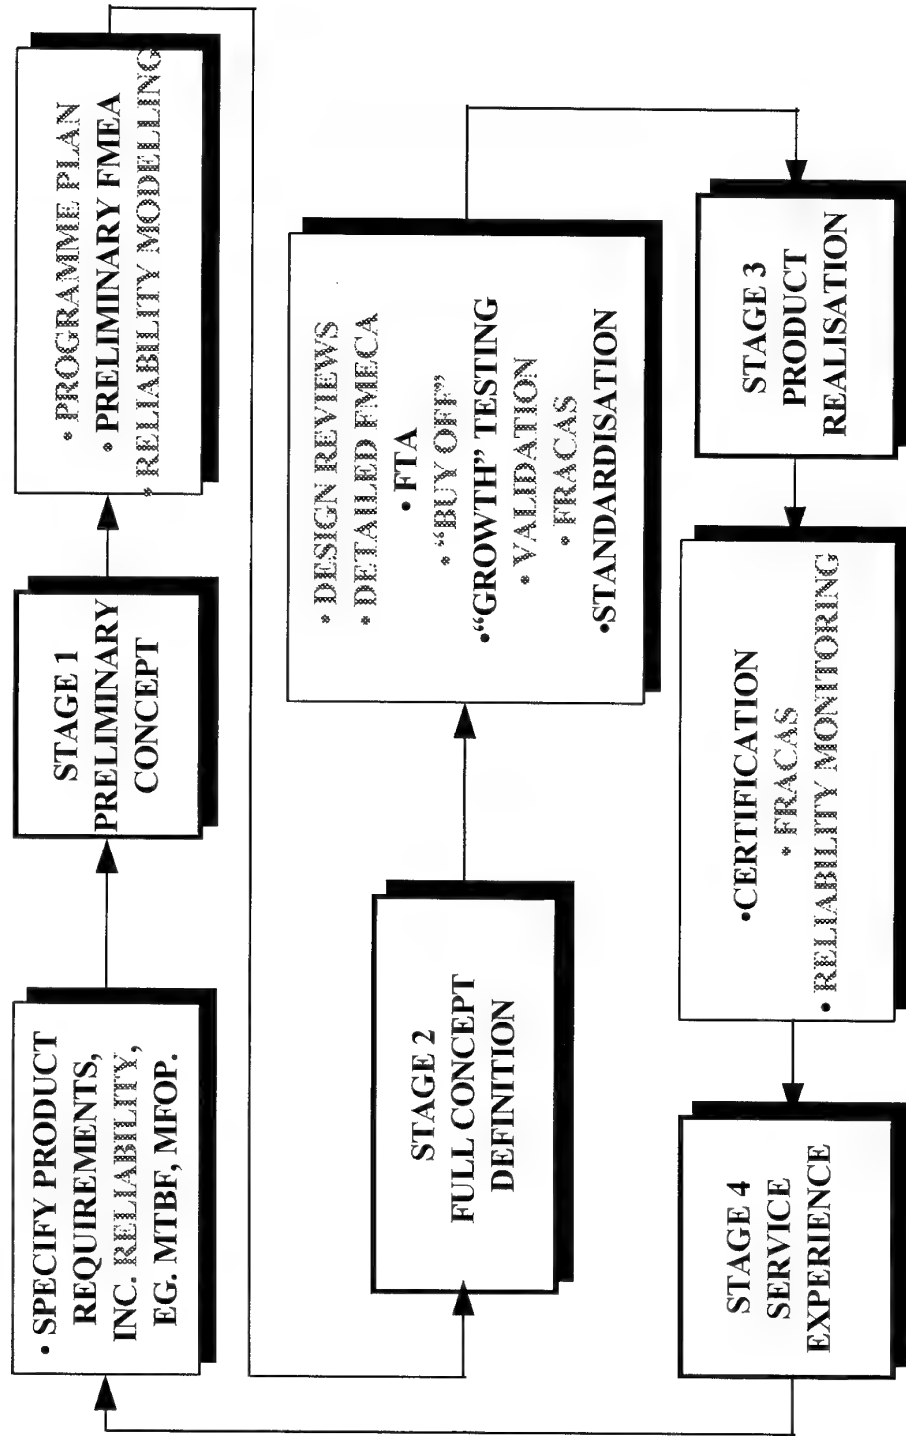 • SPECIFY PRODUCT
REQUIREMENTS,
INC. RELIABILITY,
EG. MTBF, MFOP.
STAGE 1
PRELIMINARY
CONCEPT
• PROGRAMME PLAN
• PRELIMINARY FMEA
• RELIABILITY MODELLING
STAGE 2
FULL CONCEPT
DEFINITION
• DESIGN REVIEWS
• DETAILED FMECA
• FTA
• “BUY OFF”
•“GROWTH” TESTING
• VALIDATION
• FRACAS
•STANDARDISATION
STAGE 3
PRODUCT
REALISATION
•CERTIFICATION
• FRACAS
• RELIABILITY MONITORING
STAGE 4
SERVICE
EXPERIENCE